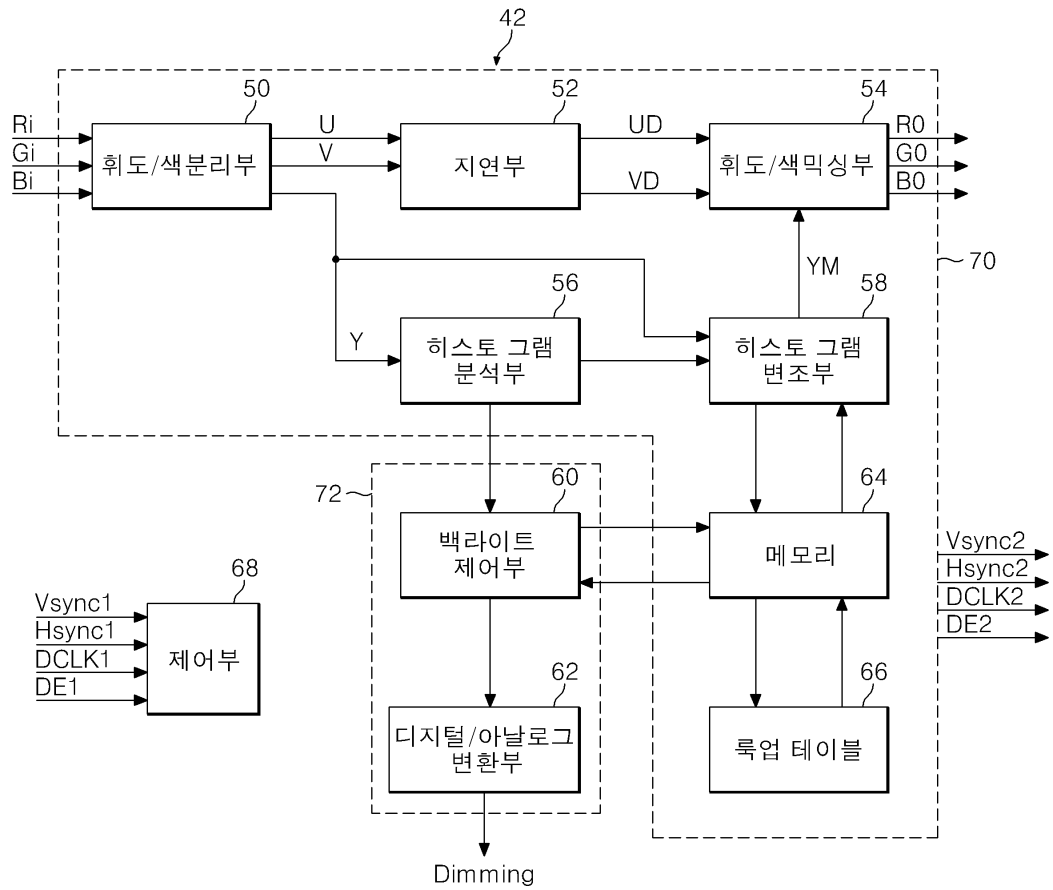 42
50
52
54
Ri
Gi
Bi
휘도/색분리부
U
V
지연부
UD
VD
휘도/색믹싱부
R0
G0
B0
YM
70
56
58
Y
히스토 그램
분석부
히스토 그램
변조부
72
60
64
백라이트
제어부
메모리
Vsync2
Hsync2
DCLK2
DE2
68
Vsync1
Hsync1
DCLK1
DE1
제어부
62
66
디지털/아날로그
변환부
룩업 테이블
Dimming